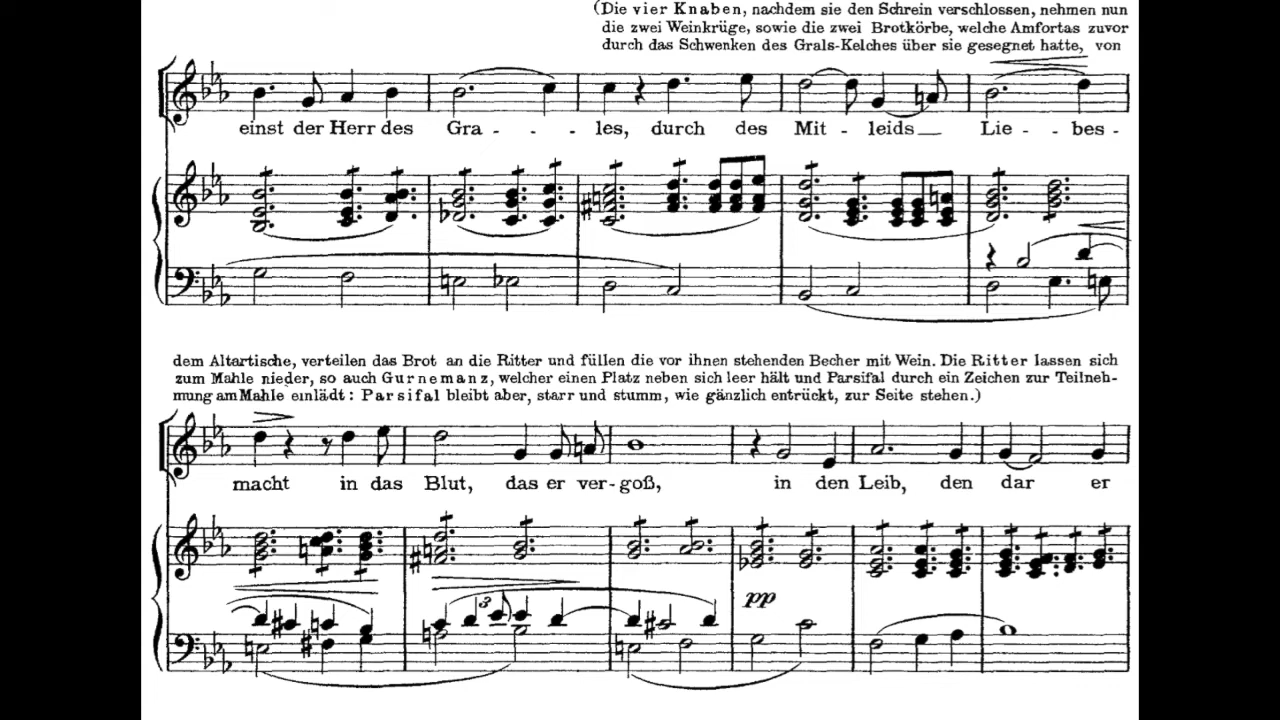 (Die vier Knaben, nachdem sie den Schrein verschlossen, nehmen nun
die zwei Weinkrüge, sowie die zwei Brotkörbe, welche Amfortas zuvor
durch das Schwenken des Grals-Kelches über sie gesegnet hatte, von
einst der Herr des Gra - - - les, durch des Mit - leids Lie - bes -
dem Altartische, verteilen das Brot an die Ritter und füllen die vor ihnen stehenden Becher mit Wein. Die Ritter lassen sich
zum Mahle nieder, so auch Gurnemanz, welcher einen Platz neben sich leer hält und Parsifal durch ein Zeichen zur Teilneh-
mung am Mahle einlädt: Parsifal bleibt aber, starr und stumm, wie gänzlich entrückt, zur Seite stehen.)
macht in das Blut, das er ver-goß, in den Leib, den dar er
3
pp